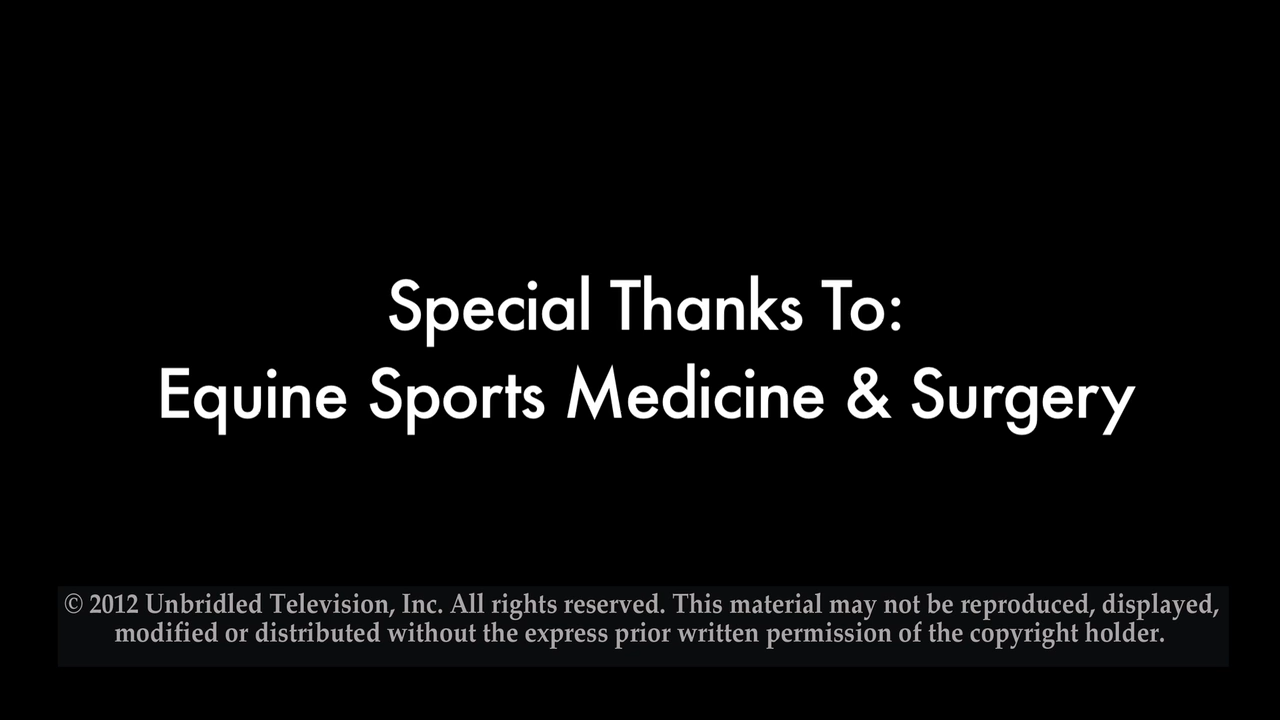 Special Thanks To:
Equine Sports Medicine & Surgery
© 2012 Unbridled Television, Inc. All rights reserved. This material may not be reproduced, displayed,
modified or distributed without the express prior written permission of the copyright holder.